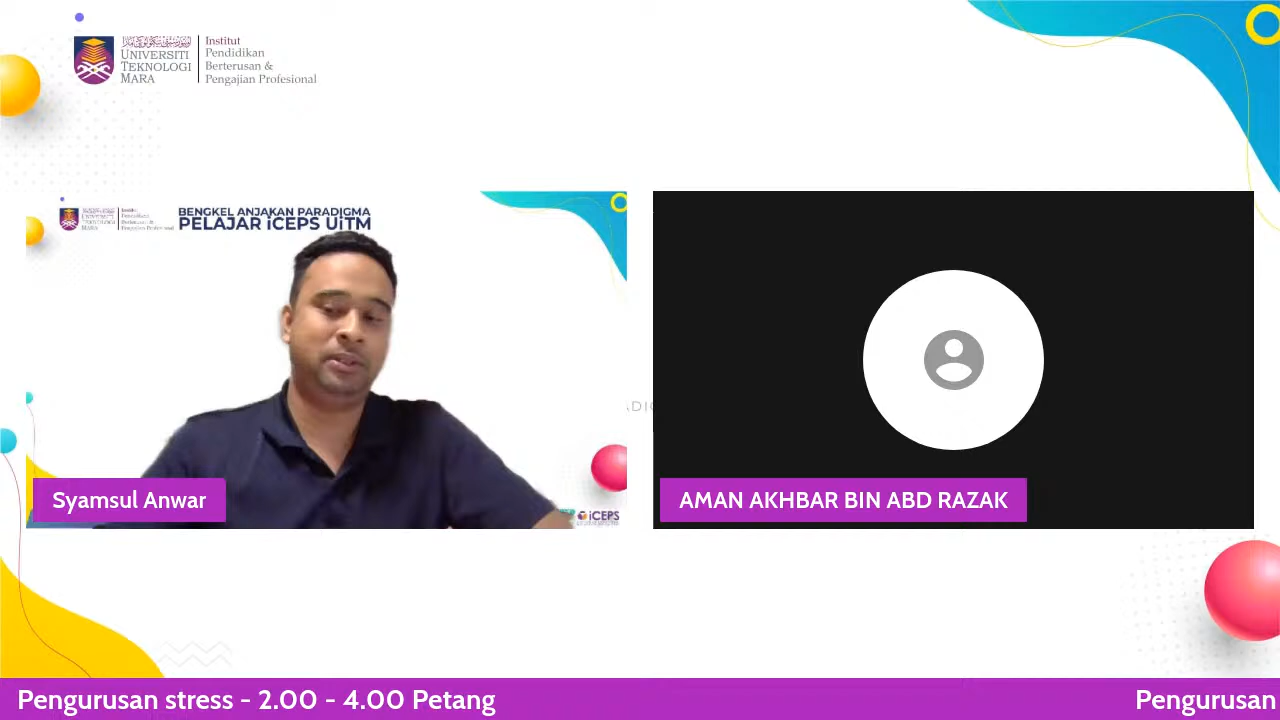 UNIVERSITI
TEKNOLOGI
MARA
Institut
Pendidikan
Berterusan &
Pengajian Profesional
BENGKEL ANJAKAN PARADIGMA
PELAJAR iCEPS UiTM
Syamsul Anwar
iCEPS
AMAN AKHBAR BIN ABD RAZAK
Pengurusan stress - 2.00 - 4.00 Petang
Pengurusan